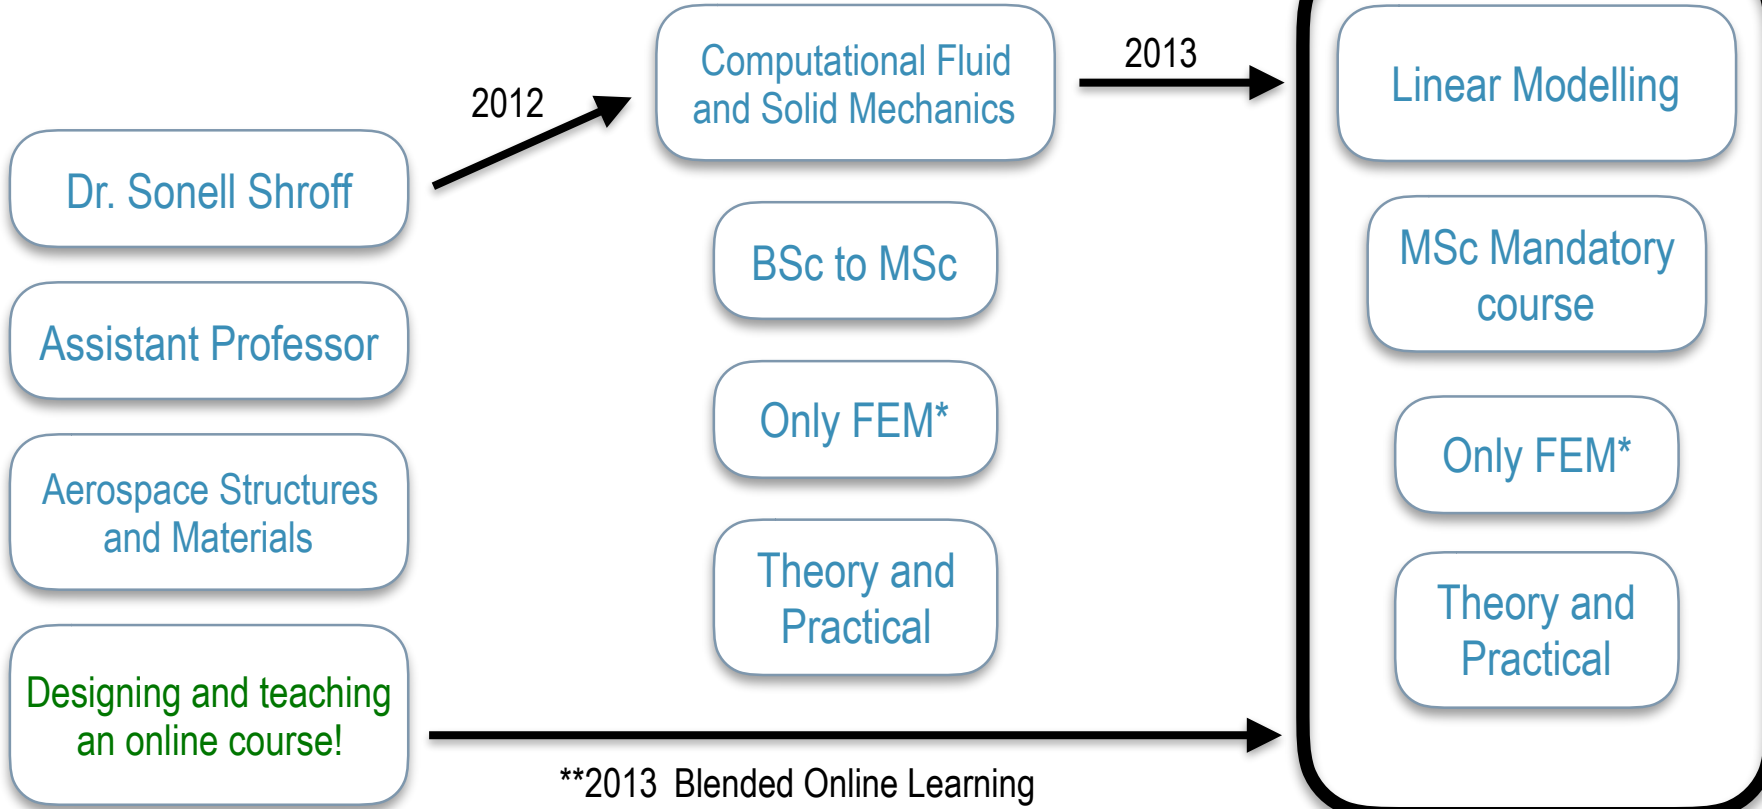 Dr. Sonell Shroff
Assistant Professor
Aerospace Structures
and Materials
Designing and teaching
an online course!
2012
Computational Fluid
and Solid Mechanics
BSc to MSc
Only FEM*
Theory and
Practical
**2013 Blended Online Learning
2013
Linear Modelling
MSc Mandatory
course
Only FEM*
Theory and
Practical